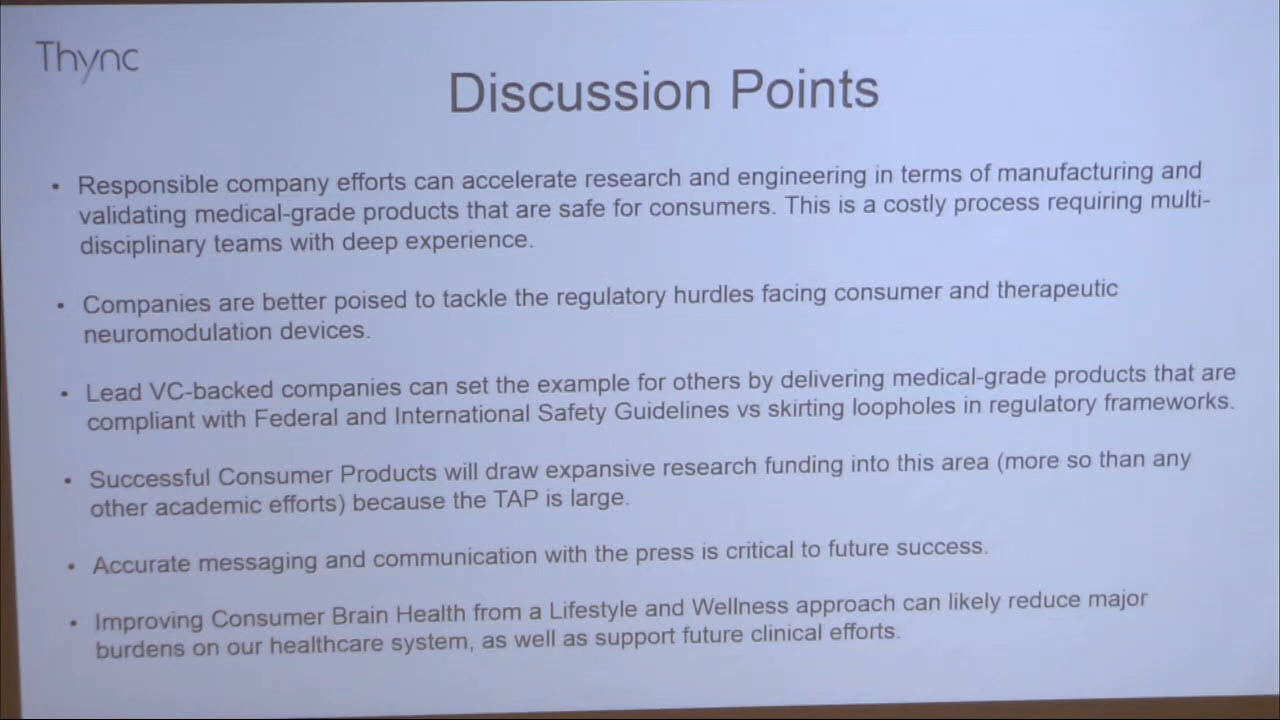 Thync
Discussion Points
• Responsible company efforts can accelerate research and engineering in terms of manufacturing and
validating medical-grade products that are safe for consumers. This is a costly process requiring multi-
disciplinary teams with deep experience.
• Companies are better poised to tackle the regulatory hurdles facing consumer and therapeutic
neuromodulation devices.
• Lead VC-backed companies can set the example for others by delivering medical-grade products that are
compliant with Federal and International Safety Guidelines vs skirting loopholes in regulatory frameworks.
• Successful Consumer Products will draw expansive research funding into this area (more so than any
other academic efforts) because the TAP is large.
• Accurate messaging and communication with the press is critical to future success.
• Improving Consumer Brain Health from a Lifestyle and Wellness approach can likely reduce major
burdens on our healthcare system, as well as support future clinical efforts.